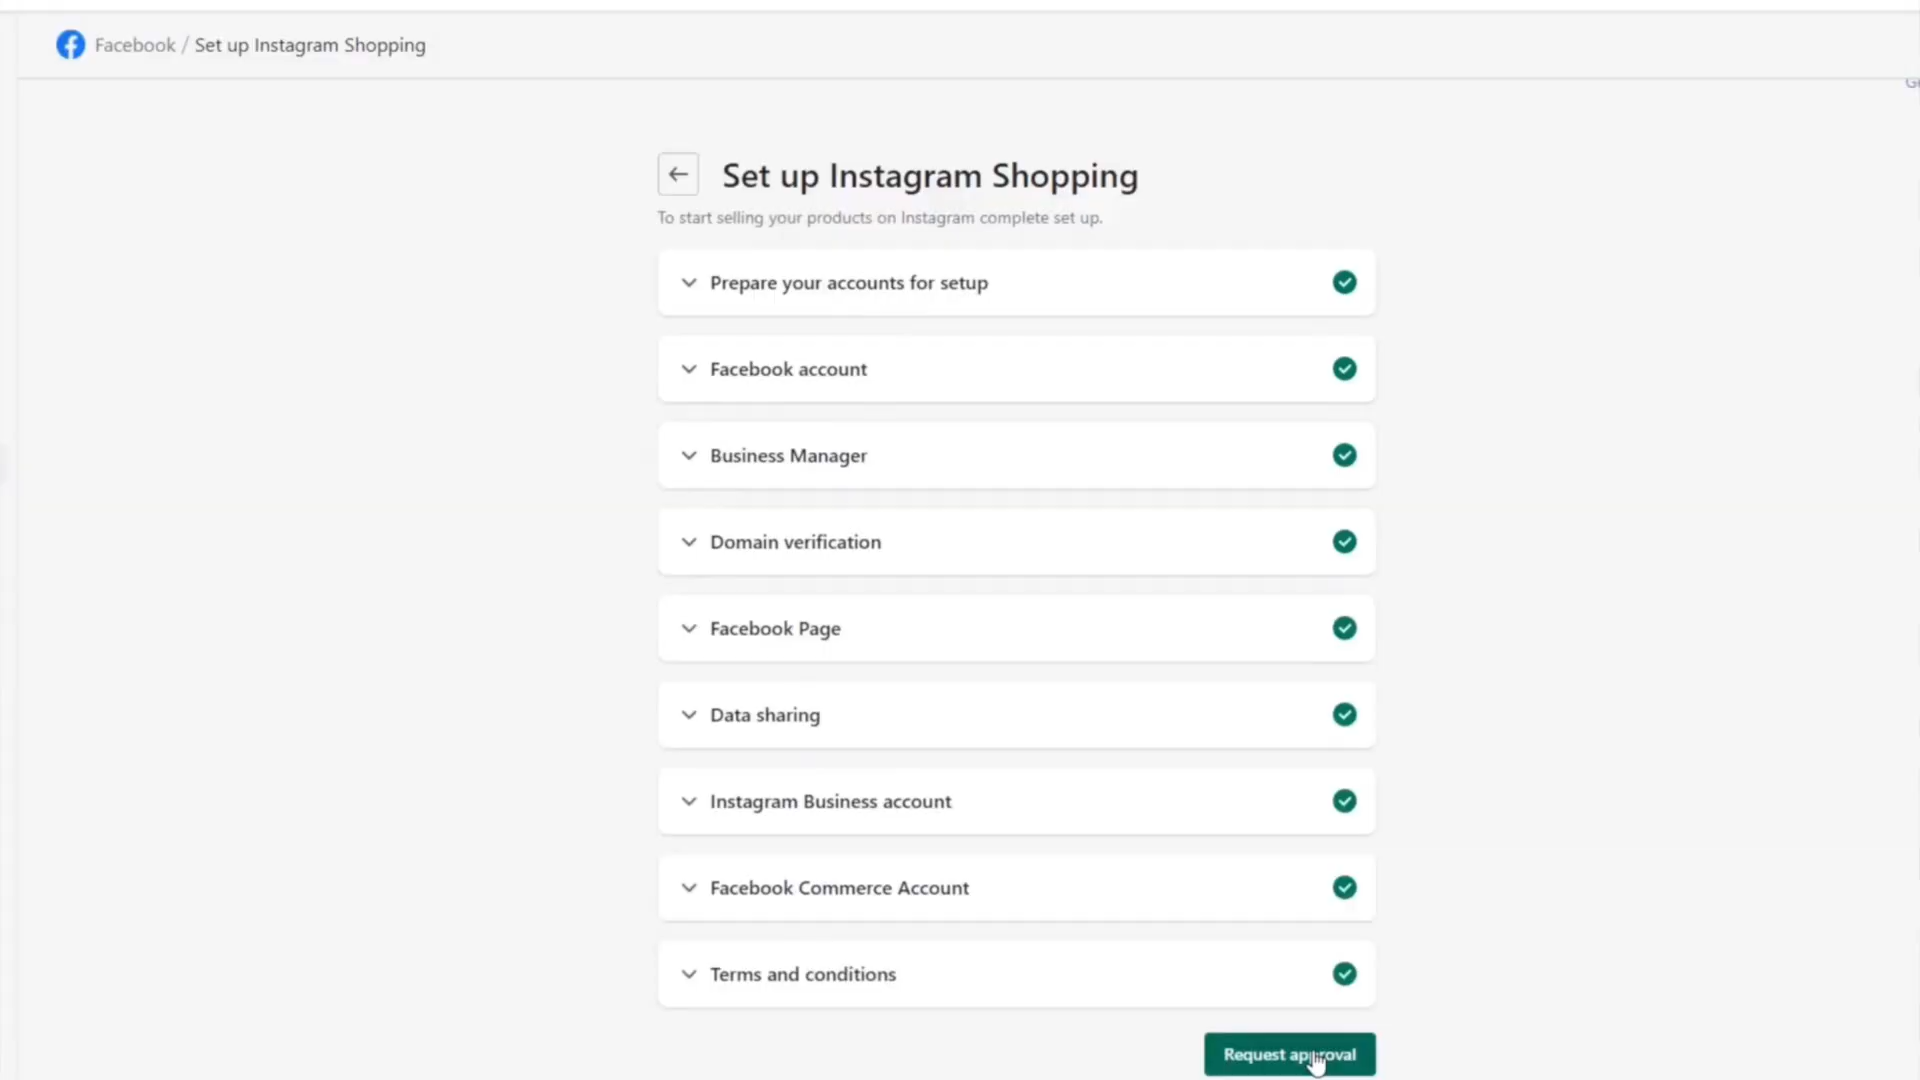 Facebook / Set up Instagram Shopping
Set up Instagram Shopping
To start selling your products on Instagram complete set up.
Prepare your accounts for setup
Facebook account
Business Manager
Domain verification
Facebook Page
Data sharing
Instagram Business account
Facebook Commerce Account
Terms and conditions
Request approval